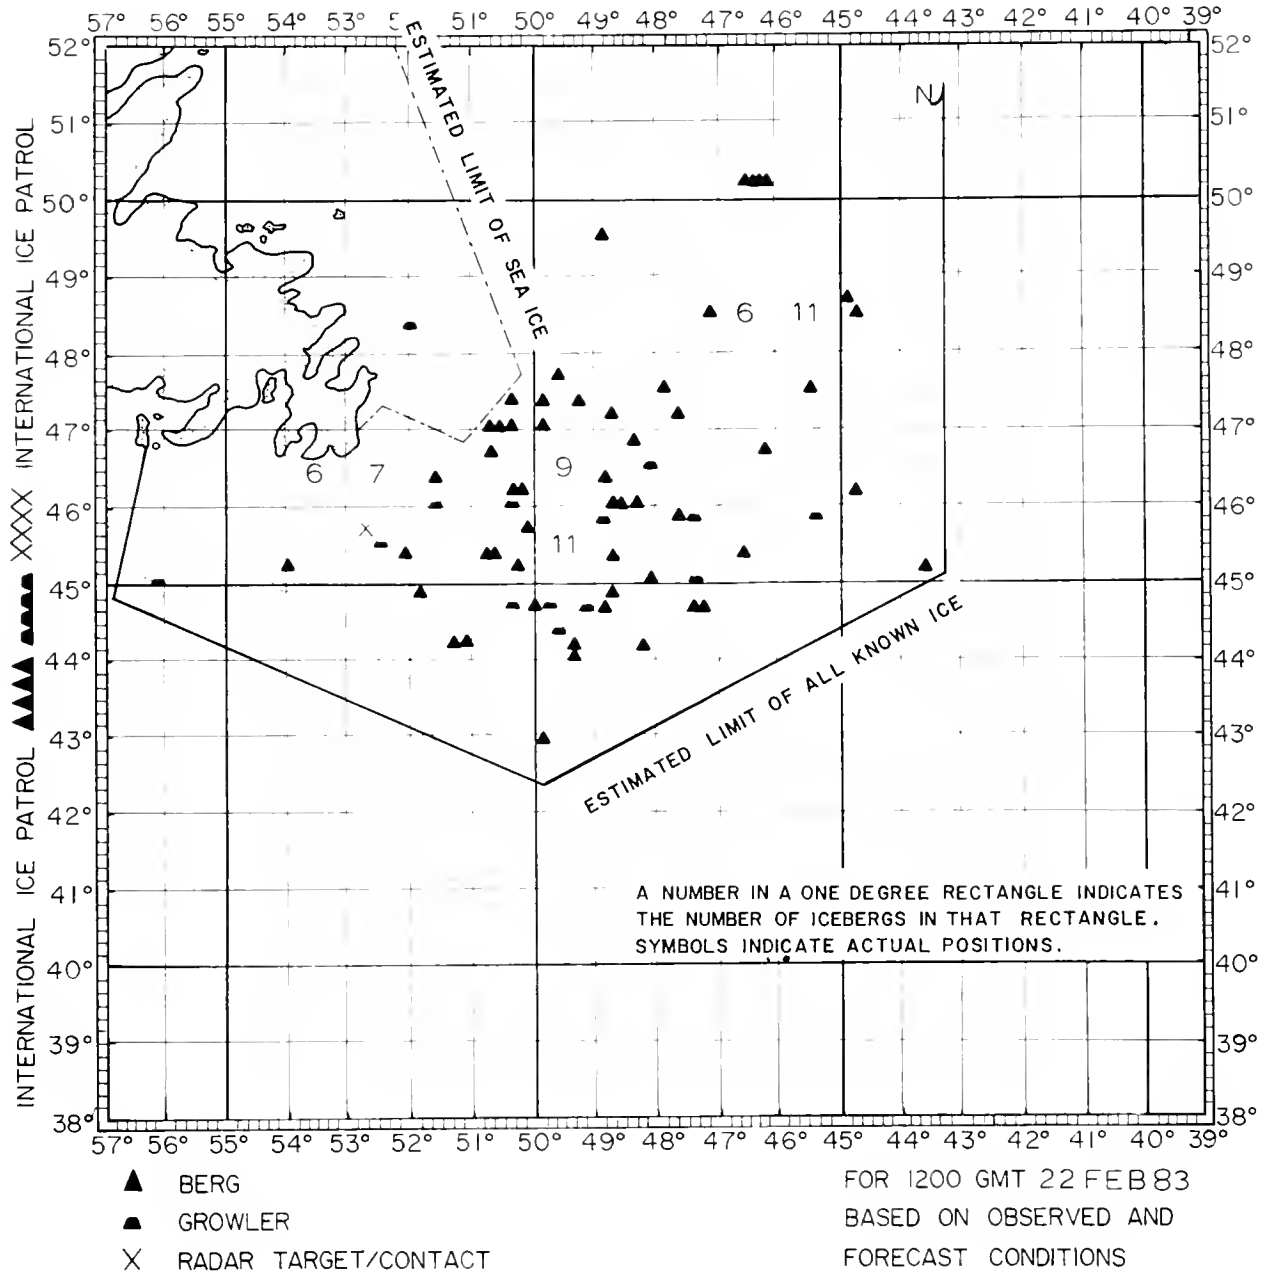 57° 56° 55° 54° 53° 5 51° 50° 49° 48° 47° 46° 45° 44° 43° 42° 41° 40° 39°
52° 52°
51° 51°
50° 50°
49° 49°
48° 48°
47° 47°
46° 46°
45° 45°
44° 44°
43° 43°
42° 42°
41° 41°
40° 40°
39° 39°
38° 38°
57° 56° 55° 54° 53° 52° 51° 50° 49° 48° 47° 46° 45° 44° 43° 42° 41° 40° 39°
INTERNATIONAL ICE PATROL XXXX INTERNATIONAL ICE PATROL
ESTIMATED LIMIT OF SEA ICE
N
6 11
6 7
9
11
ESTIMATED LIMIT OF ALL KNOWN ICE
A NUMBER IN A ONE DEGREE RECTANGLE INDICATES
THE NUMBER OF ICEBERGS IN THAT RECTANGLE.
SYMBOLS INDICATE ACTUAL POSITIONS.
BERG
GROWLER
X RADAR TARGET/CONTACT
FOR 1200 GMT 22 FEB 83
BASED ON OBSERVED AND
FORECAST CONDITIONS